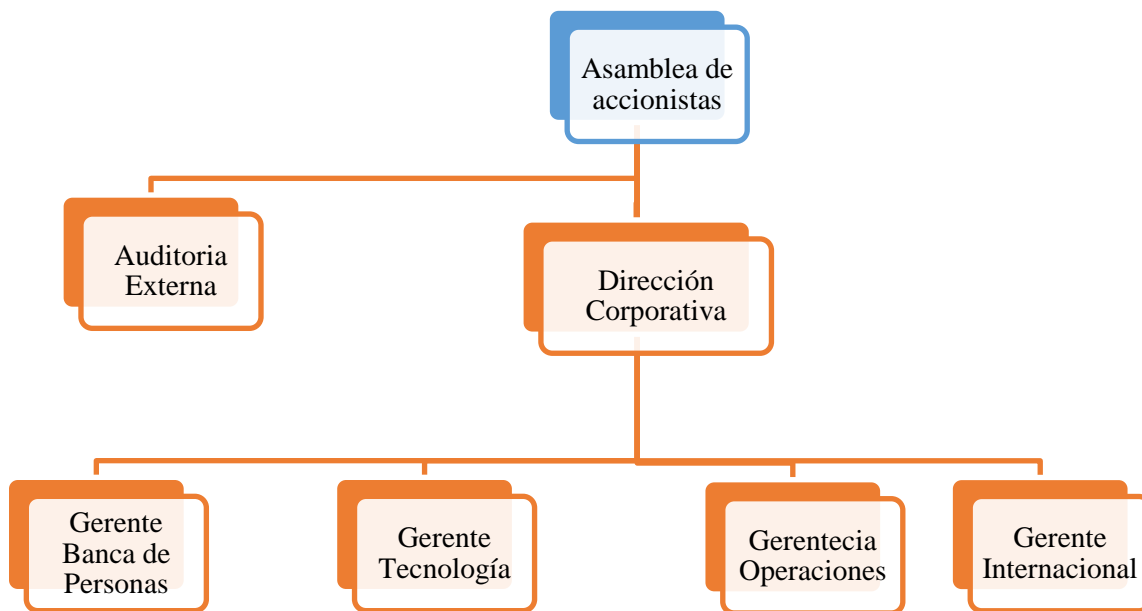 Asamblea de
accionistas
Auditoria
Externa
Dirección
Corporativa
Gerente
Banca de
Personas
Gerente
Tecnología
Gerentecia
Operaciones
Gerente
Internacional